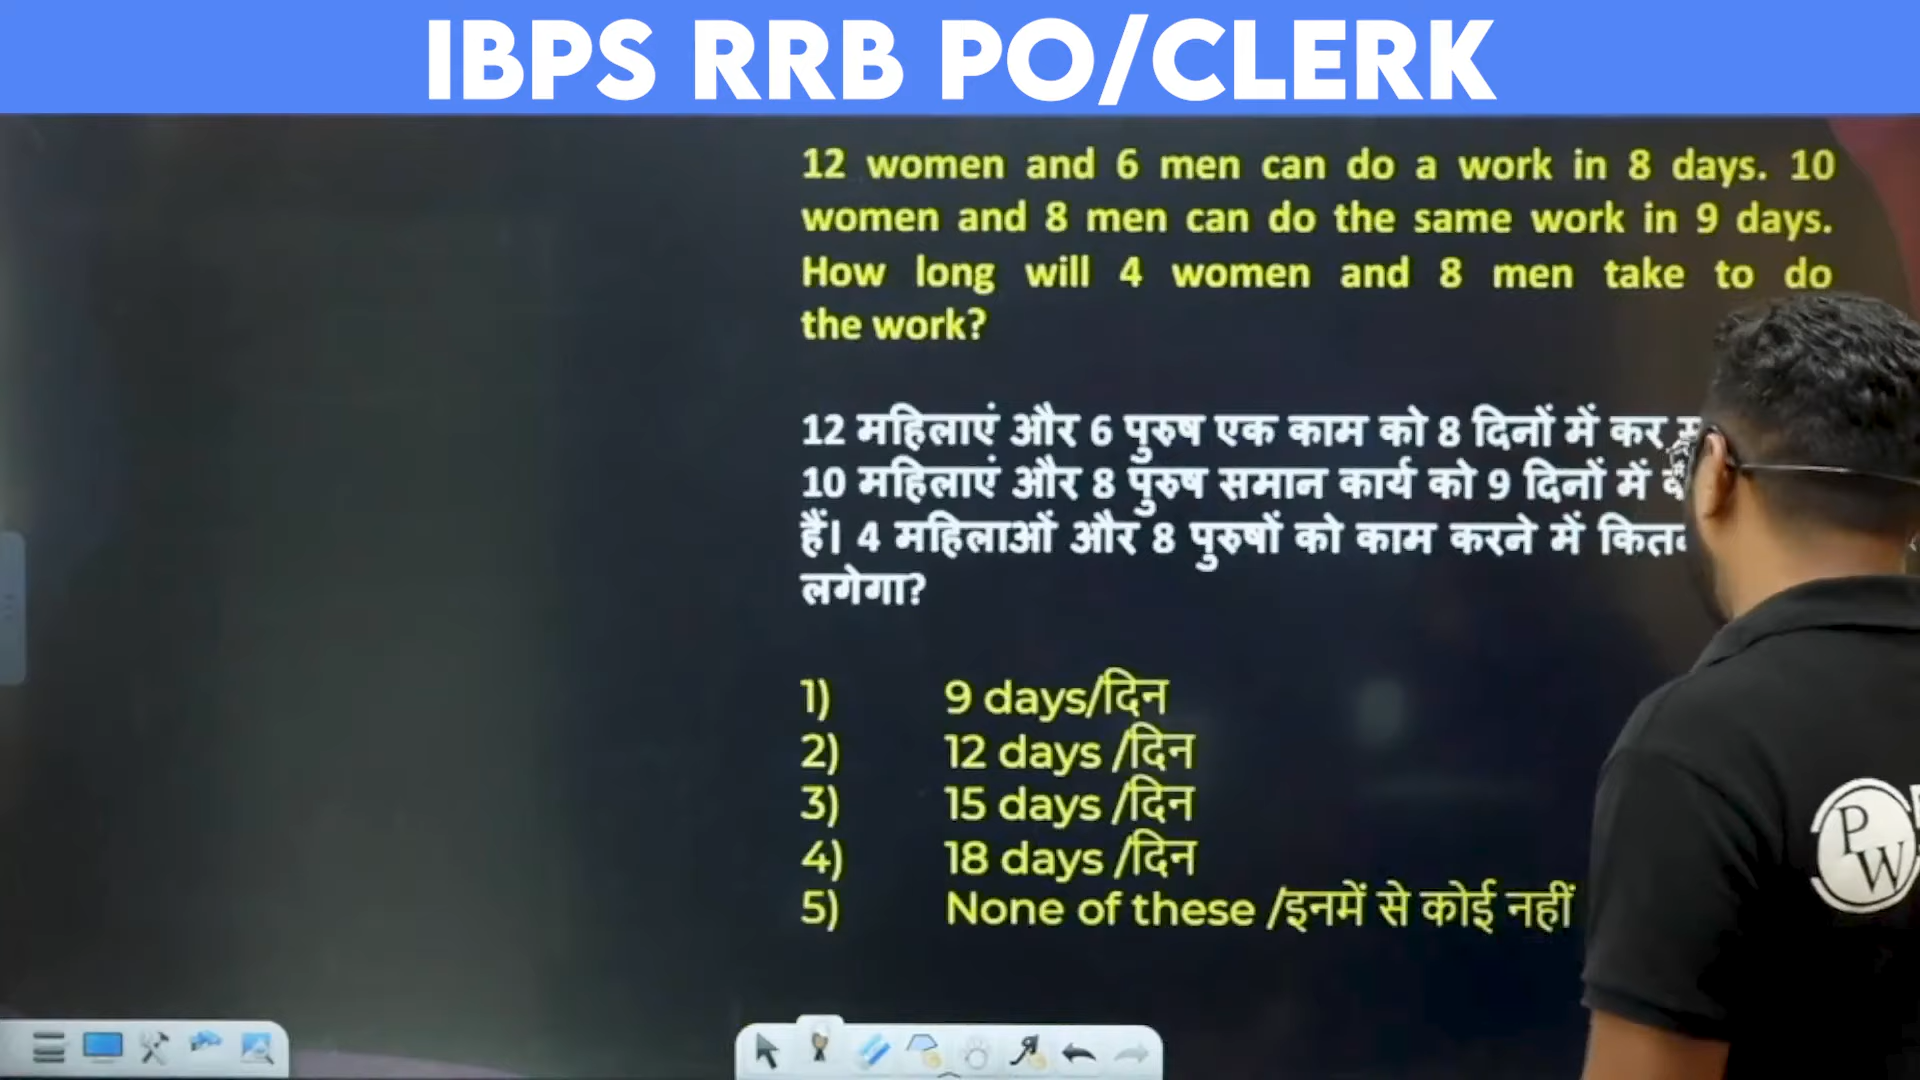 IBPS RRB PO/CLERK
12 women and 6 men can do a work in 8 days. 10
women and 8 men can do the same work in 9 days.
How long will 4 women and 8 men take to do
the work?
12 महिलाएं और 6 पुरुष एक काम को 8 दिनों में कर
10 महिलाएं और 8 पुरुष समान कार्य को 9 दिनों में
हैं। 4 महिलाओं और 8 पुरुषों को काम करने में
लगेगा?
1) 9 days/दिन
2) 12 days /दिन
3) 15 days /दिन
4) 18 days /दिन
5) None of these /इनमें से कोई नहीं
PW